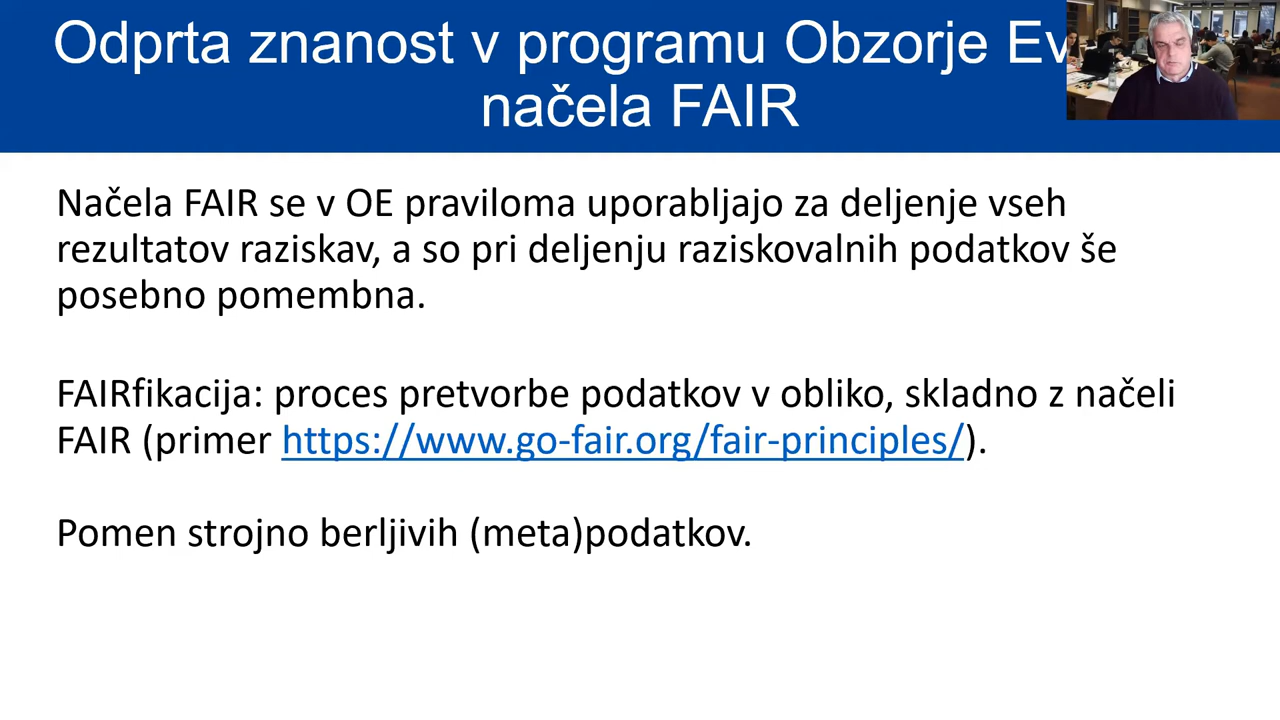 Odprta znanost v programu Obzorje
načela FAIR
Načela FAIR se v OE praviloma uporabljajo za deljenje vseh
rezultatov raziskav, a so pri deljenju raziskovalnih podatkov še
posebno pomembna.
FAIRfikacija: proces pretvorbe podatkov v obliko, skladno z načeli
FAIR (primer https://www.go-fair.org/fair-principles/).
Pomen strojno berljivih (meta)podatkov.